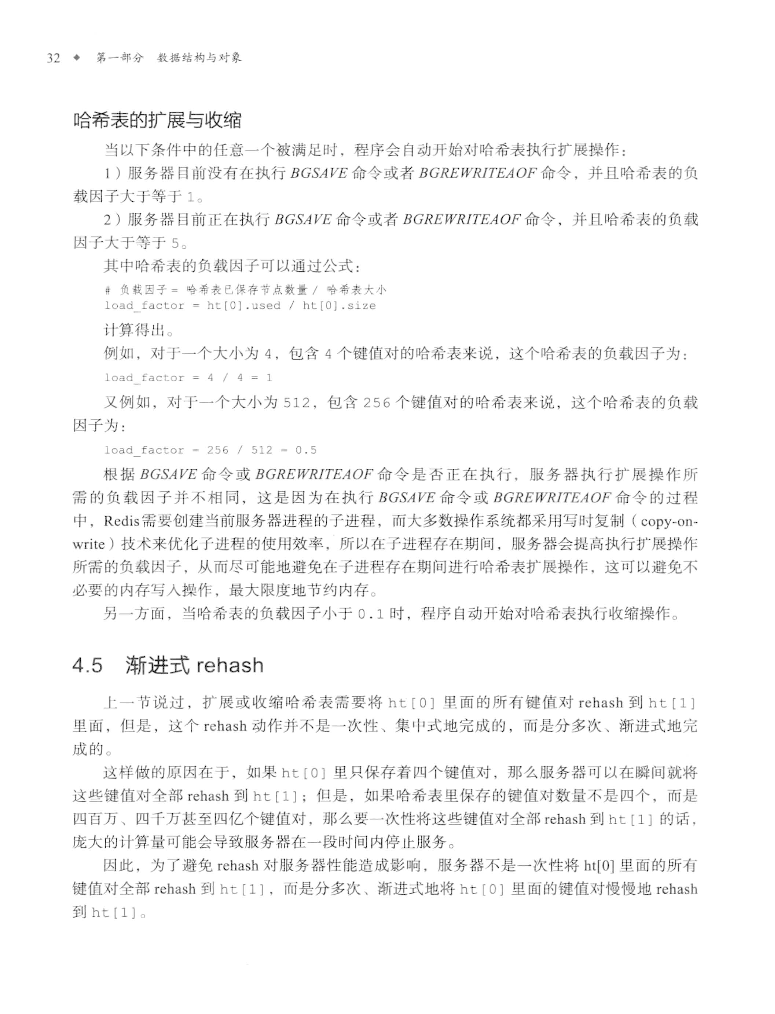 32 ◆ 第一部分 数据结构与对象
哈希表的扩展与收缩
当以下条件中的任意一个被满足时，程序会自动开始对哈希表执行扩展操作：
1）服务器目前没有在执行 BGSAVE 命令或者 BGREWRITEAOF 命令，并且哈希表的负
载因子大于等于 1。
2）服务器目前正在执行 BGSAVE 命令或者 BGREWRITEAOF 命令，并且哈希表的负载
因子大于等于 5。
其中哈希表的负载因子可以通过公式：
# 负载因子 = 哈希表已保存节点数量 / 哈希表大小
load_factor = ht[0].used / ht[0].size
计算得出。
例如，对于一个大小为 4，包含 4 个键值对的哈希表来说，这个哈希表的负载因子为：
load_factor = 4 / 4 = 1
又例如，对于一个大小为 512，包含 256 个键值对的哈希表来说，这个哈希表的负载
因子为：
load_factor = 256 / 512 = 0.5
根据 BGSAVE 命令或 BGREWRITEAOF 命令是否正在执行，服务器执行扩展操作所
需的负载因子并不相同，这是因为在执行 BGSAVE 命令或 BGREWRITEAOF 命令的过程
中，Redis需要创建当前服务器进程的子进程，而大多数操作系统都采用写时复制（copy-on-
write）技术来优化子进程的使用效率，所以在子进程存在期间，服务器会提高执行扩展操作
所需的负载因子，从而尽可能地避免在子进程存在期间进行哈希表扩展操作，这可以避免不
必要的内存写入操作，最大限度地节约内存。
另一方面，当哈希表的负载因子小于 0.1 时，程序自动开始对哈希表执行收缩操作。
4.5 渐进式 rehash
上一节说过，扩展或收缩哈希表需要将 ht[0] 里面的所有键值对 rehash 到 ht[1]
里面，但是，这个 rehash 动作并不是一次性、集中式地完成的，而是分多次、渐进式地完
成的。
这样做的原因在于，如果 ht[0] 里只保存着四个键值对，那么服务器可以在瞬间就将
这些键值对全部 rehash 到 ht[1]；但是，如果哈希表里保存的键值对数量不是四个，而是
四百万、四千万甚至四亿个键值对，那么要一次性将这些键值对全部 rehash 到 ht[1] 的话，
庞大的计算量可能会导致服务器在一段时间内停止服务。
因此，为了避免 rehash 对服务器性能造成影响，服务器不是一次性将 ht[0] 里面的所有
键值对全部 rehash 到 ht[1]，而是分多次、渐进式地将 ht[0] 里面的键值对慢慢地 rehash
到 ht[1]。